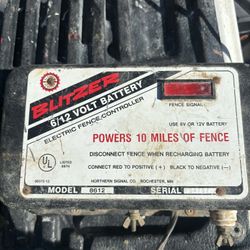 BLITZER
6/12 VOLT BATTERY
ELECTRIC FENCE CONTROLLER
FENCE SIGNAL
USE 6V OR 12V BATTERY
POWERS 10 MILES OF FENCE
DISCONNECT FENCE WHEN RECHARGING BATTERY
CONNECT RED TO POSITIVE (+) BLACK TO NEGATIVE (-)
UL LISTED
NORTHERN SIGNAL CO. ROCHESTER, MN
MODEL 8612 SERIAL